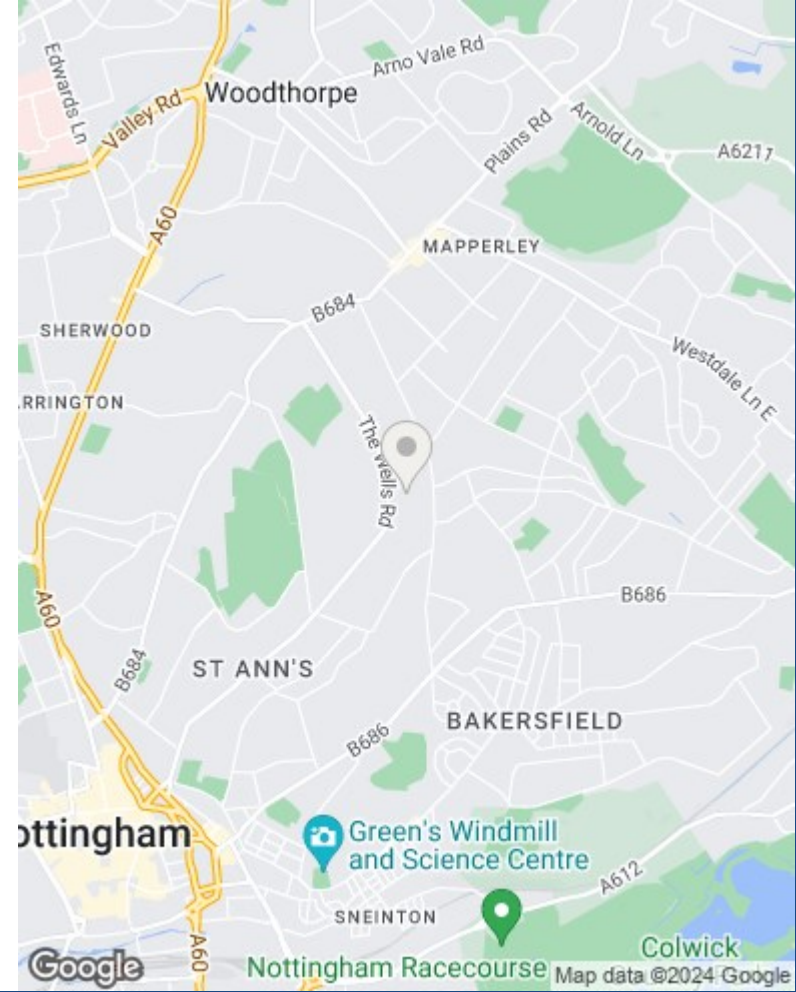 Edwards Ln
Arno Vale Rd
Woodthorpe
Valley Rd
Plains Rd
Arnold Ln
A6211
A60
MAPPERLEY
B684
SHERWOOD
Westdale Ln E
RRINGTON
The Wells Rd
A60
B686
B684
ST ANN'S
BAKERSFIELD
B686
ottingham
Green's Windmill
and Science Centre
A612
SNEINTON
A60
Colwick
Nottingham Racecourse
Google
Map data ©2024 Google